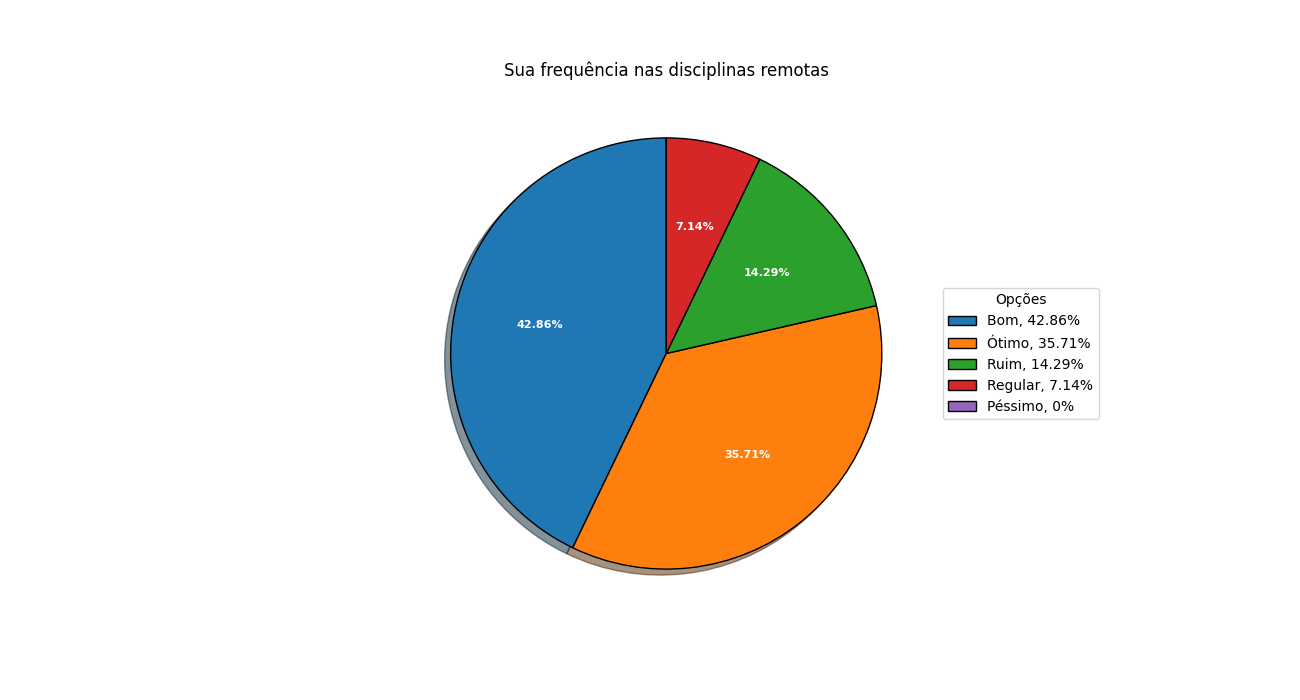 Sua frequência nas disciplinas remotas
7.14%
14.29%
42.86%
35.71%
Opções
Bom, 42.86%
Ótimo, 35.71%
Ruim, 14.29%
Regular, 7.14%
Péssimo, 0%